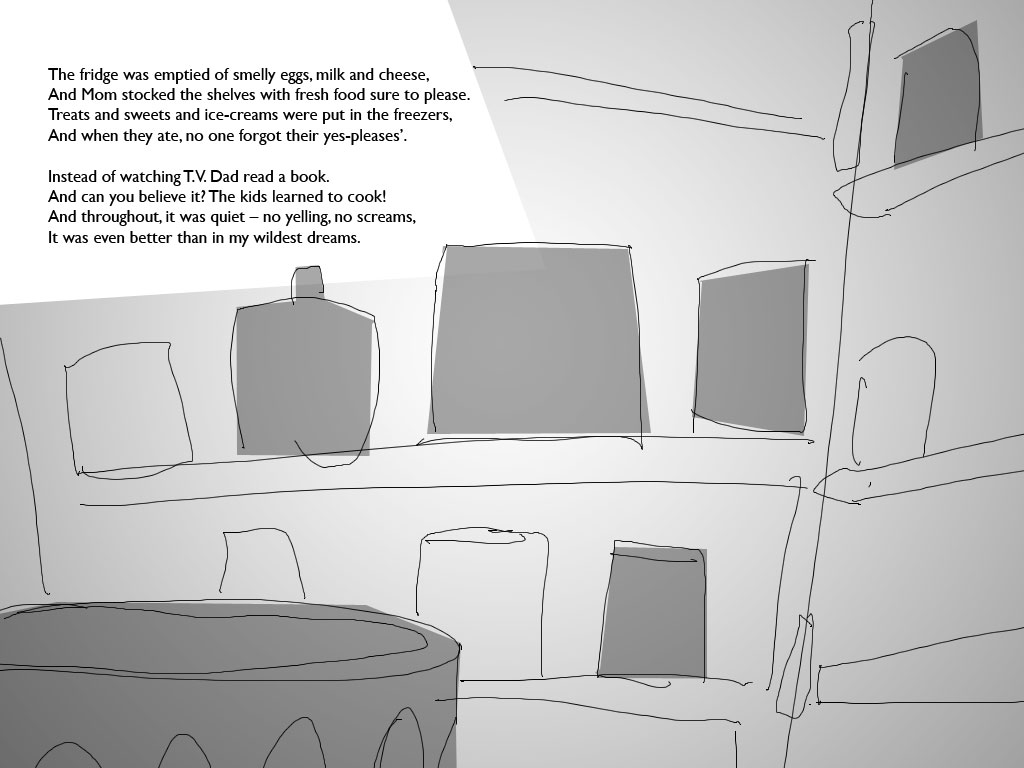 The fridge was emptied of smelly eggs, milk and cheese,
And Mom stocked the shelves with fresh food sure to please.
Treats and sweets and ice-creams were put in the freezers,
And when they ate, no one forgot their yes-pleases’.
Instead of watching T.V. Dad read a book.
And can you believe it? The kids learned to cook!
And throughout, it was quiet – no yelling, no screams,
It was even better than in my wildest dreams.